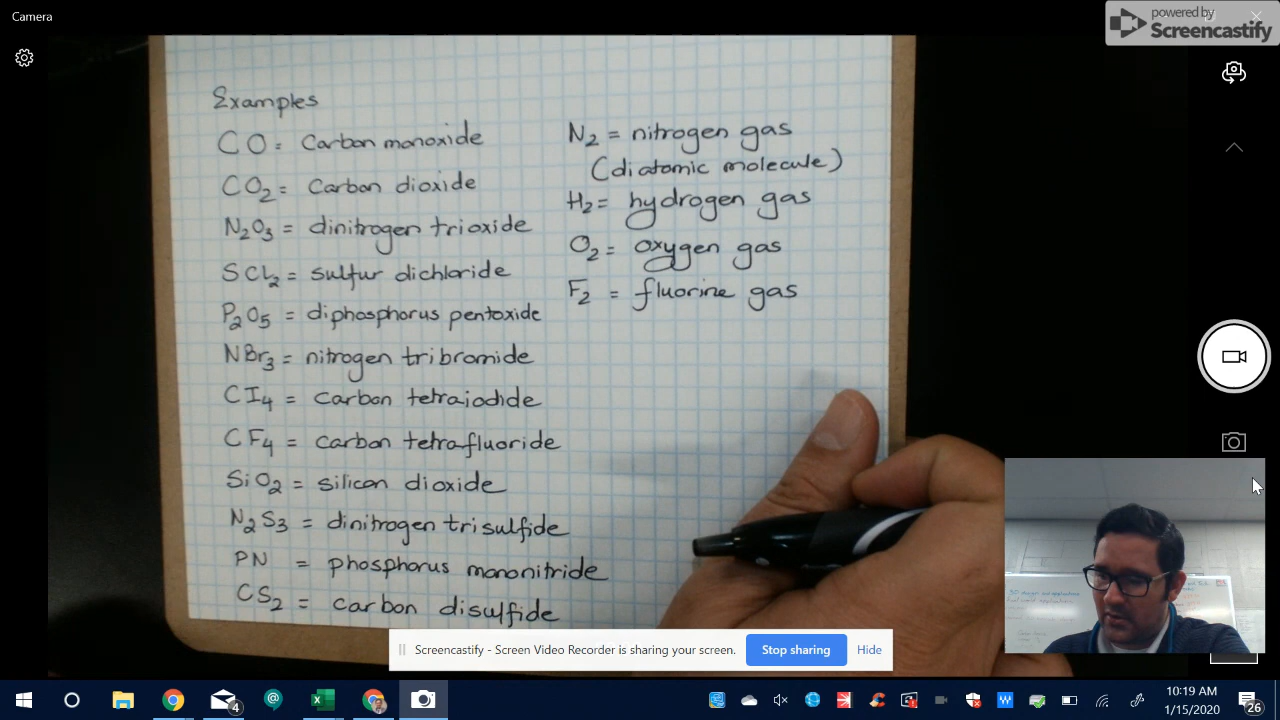 Camera
powered by
Screencastify
Examples
CO = Carbon monoxide
CO2 = Carbon dioxide
N2O3 = dinitrogen trioxide
SCl2 = sulfur dichloride
P2O5 = diphosphorus pentoxide
NBr3 = nitrogen tribromide
CI4 = carbon tetraiodide
CF4 = carbon tetrafluoride
SiO2 = silicon dioxide
N2S3 = dinitrogen trisulfide
PN = phosphorus mononitride
CS2 = carbon disulfide
N2 = nitrogen gas
(diatomic molecule)
H2 = hydrogen gas
O2 = oxygen gas
F2 = fluorine gas
Screencastify - Screen Video Recorder is sharing your screen.
Stop sharing
Hide
4
10:19 AM
1/15/2020
26